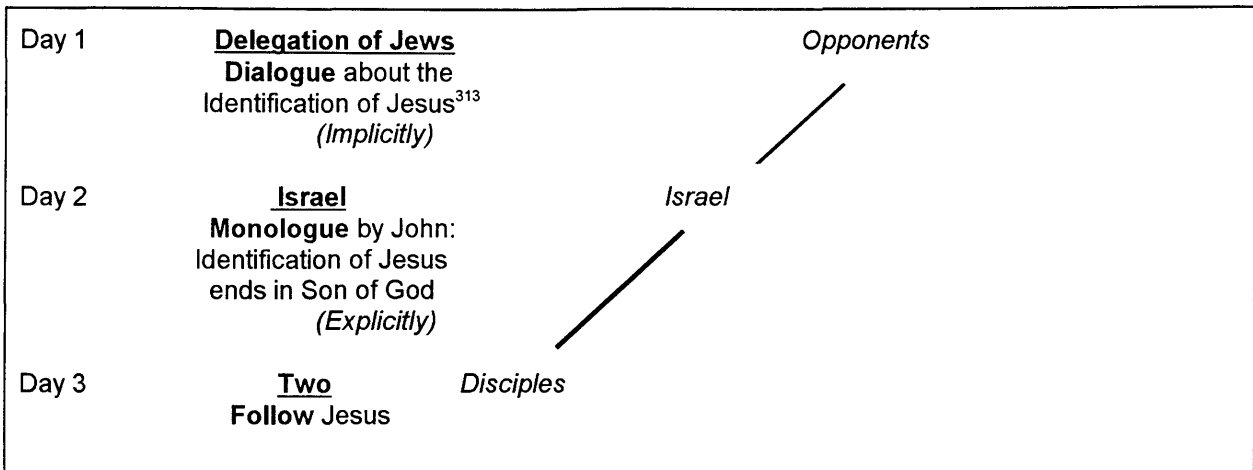 Day 1 Delegation of Jews Opponents
Dialogue about the
Identification of Jesus313
(Implicitly)
Day 2 Israel Israel
Monologue by John:
Identification of Jesus
ends in Son of God
(Explicitly)
Day 3 Two Disciples
Follow Jesus